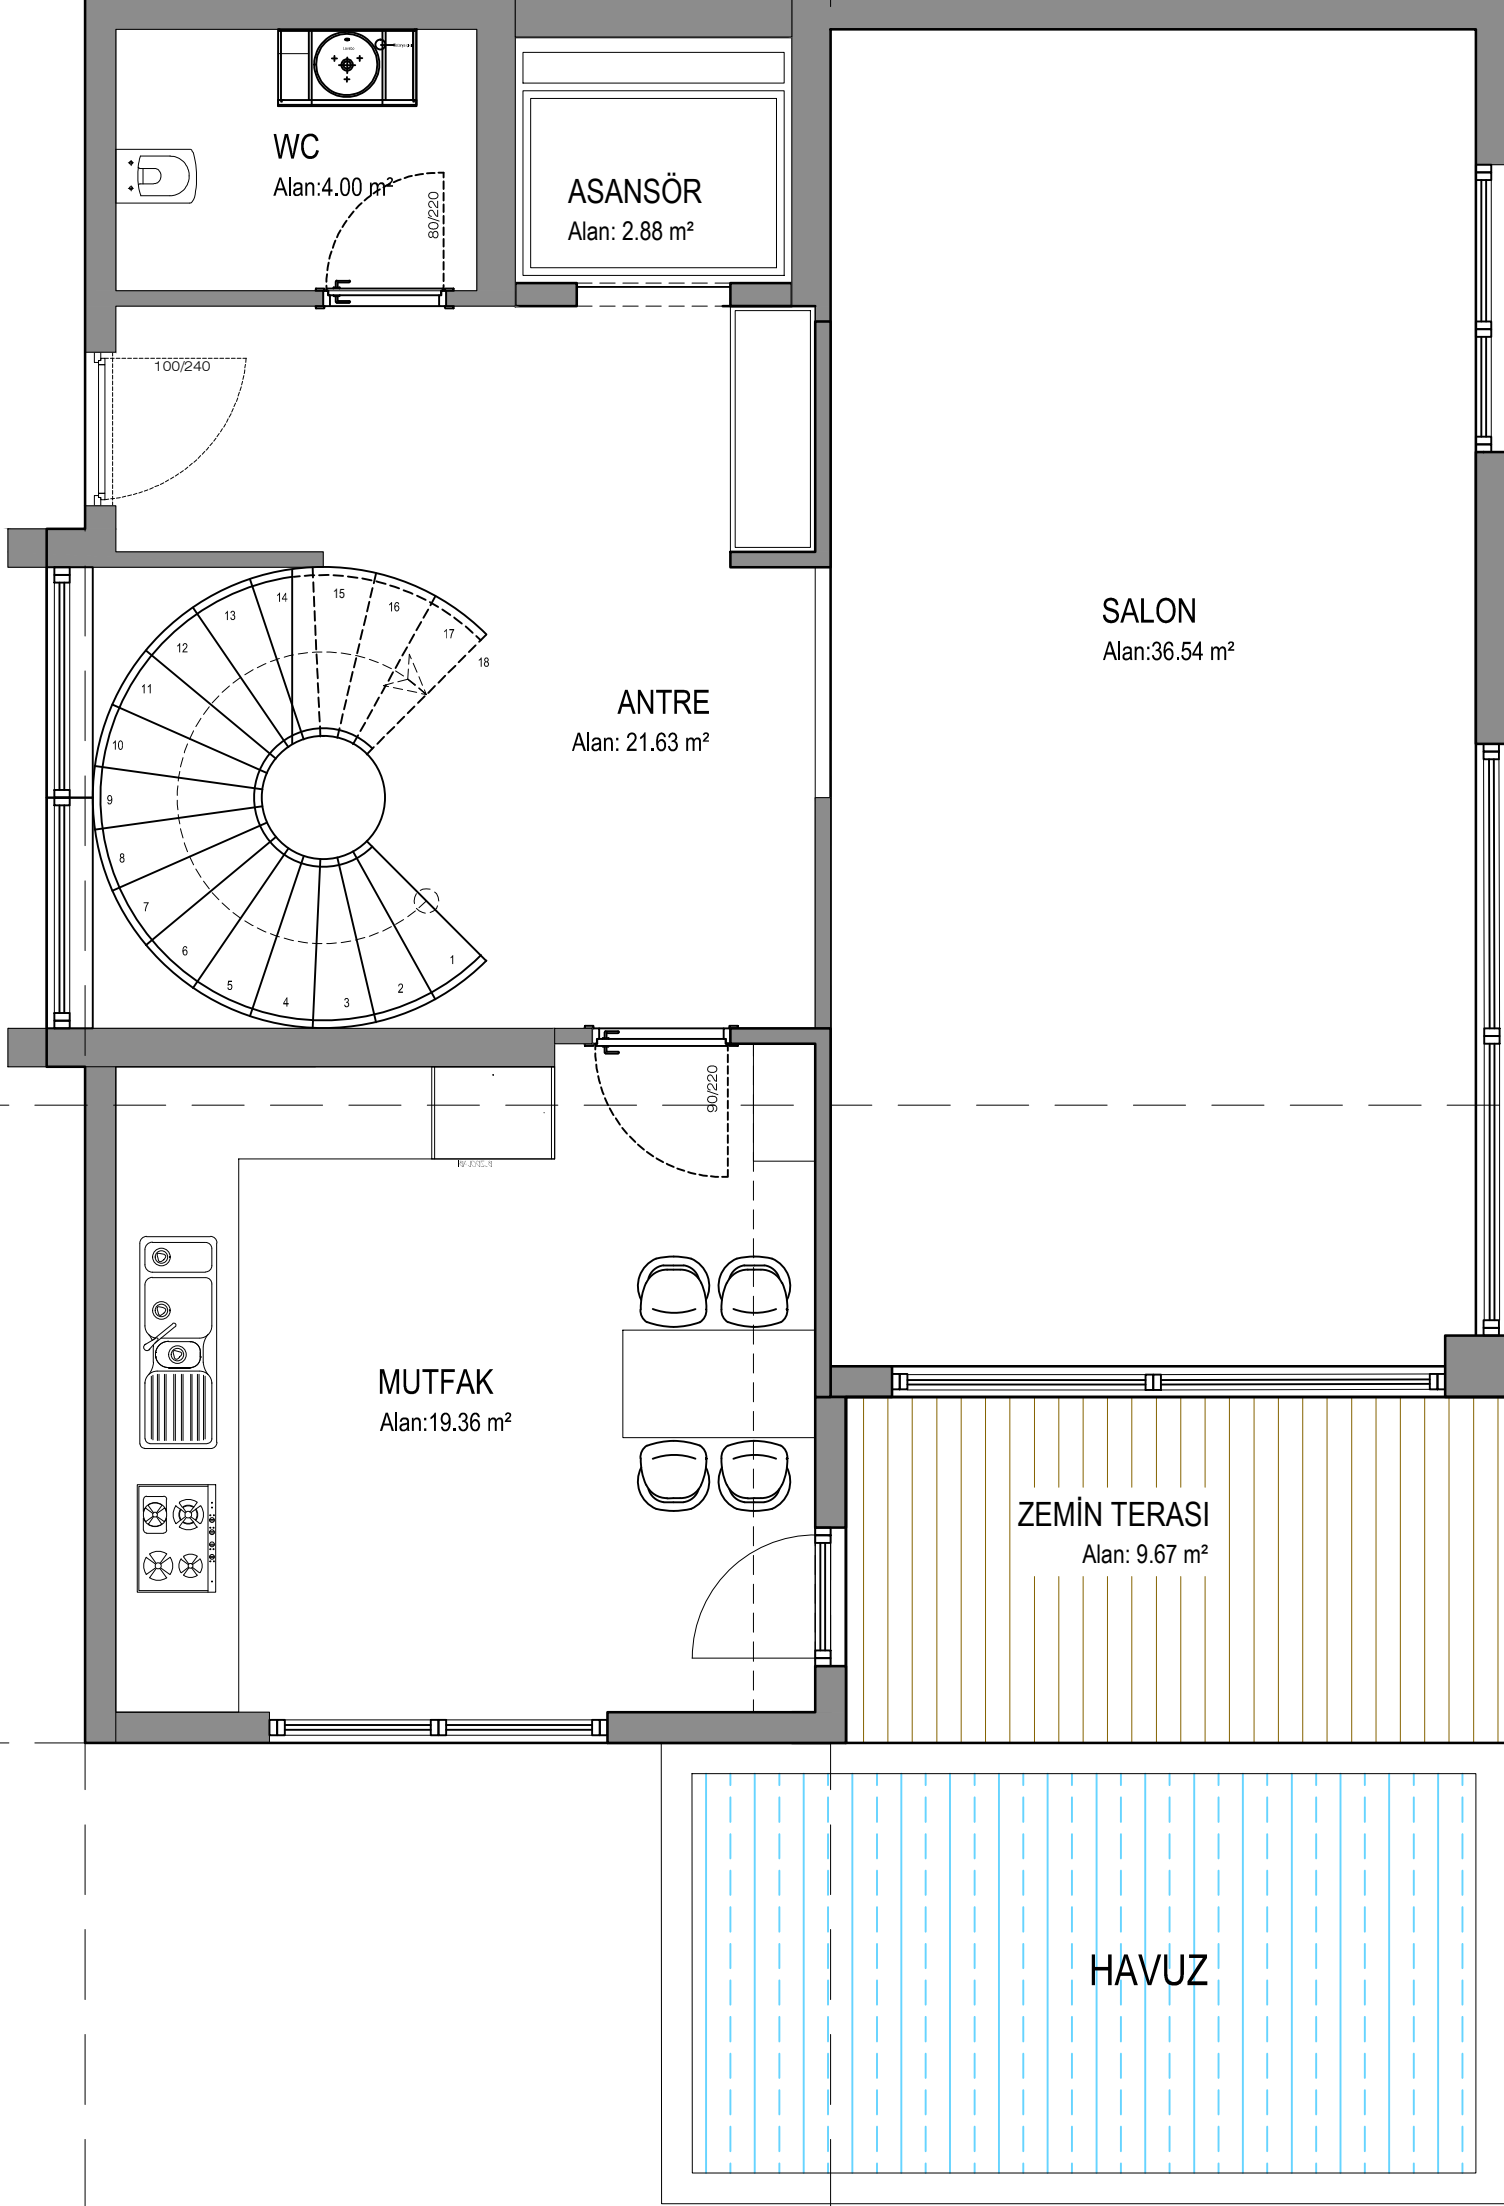 WC
Alan:4.00 m²
80/220
ASANSÖR
Alan: 2.88 m²
100/240
14
15
16
13
17
12
18
11
10
9
8
7
6
5
4
3
2
1
ANTRE
Alan: 21.63 m²
SALON
Alan:36.54 m²
90/220
MUTFAK
Alan:19.36 m²
ZEMİN TERASI
Alan: 9.67 m²
HAVUZ